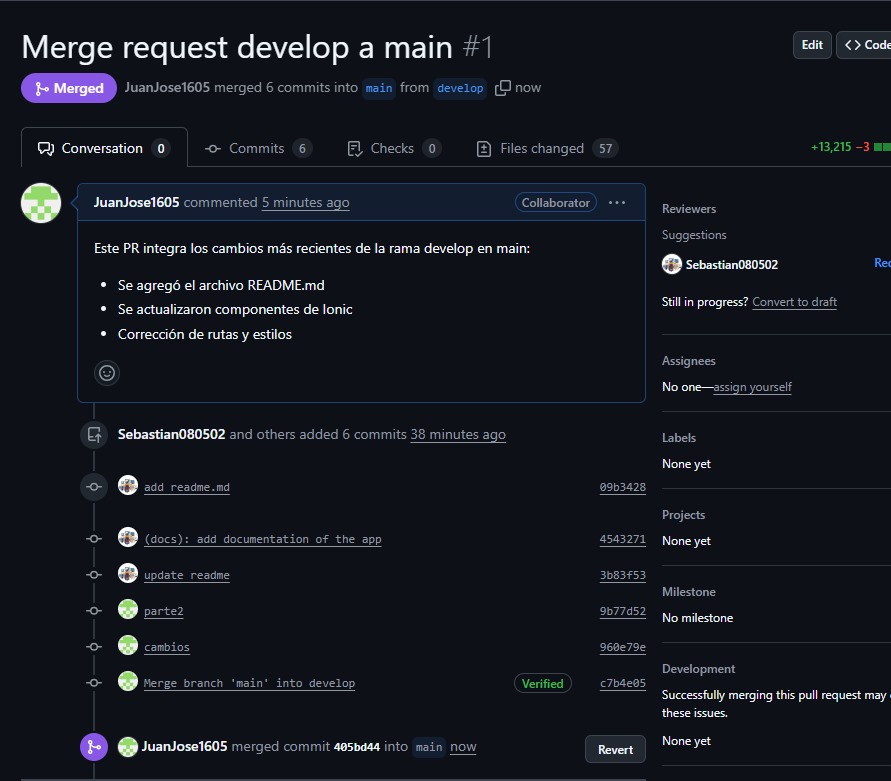 Merge request develop a main #1
Edit
<> Code
Merged
JuanJose1605 merged 6 commits into main from develop now
Conversation 0
Commits 6
Checks 0
Files changed 57
+13,215 −3
JuanJose1605 commented 5 minutes ago
Collaborator
Este PR integra los cambios más recientes de la rama develop en main:
• Se agregó el archivo README.md
• Se actualizaron componentes de Ionic
• Corrección de rutas y estilos
Sebastian080502 and others added 6 commits 38 minutes ago
add readme.md 09b3428
(docs): add documentation of the app 4543271
update readme 3b83f53
parte2 9b77d52
cambios 960e79e
Merge branch 'main' into develop Verified c7b4e05
JuanJose1605 merged commit 405bd44 into main now
Revert
Reviewers
Suggestions
Sebastian080502
Still in progress? Convert to draft
Assignees
No one—assign yourself
Labels
None yet
Projects
None yet
Milestone
No milestone
Development
Successfully merging this pull request may
these issues.
None yet